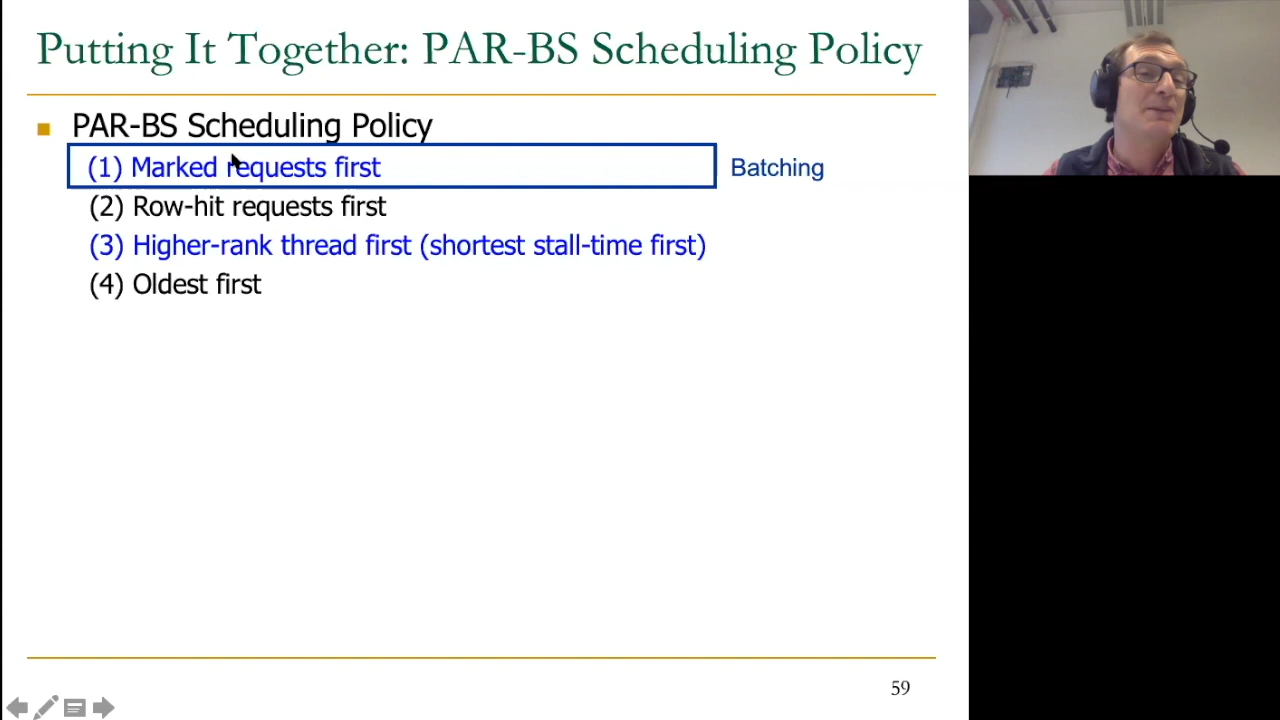 Putting It Together: PAR-BS Scheduling Policy
PAR-BS Scheduling Policy
(1) Marked requests first
Batching
(2) Row-hit requests first
(3) Higher-rank thread first (shortest stall-time first)
(4) Oldest first
59